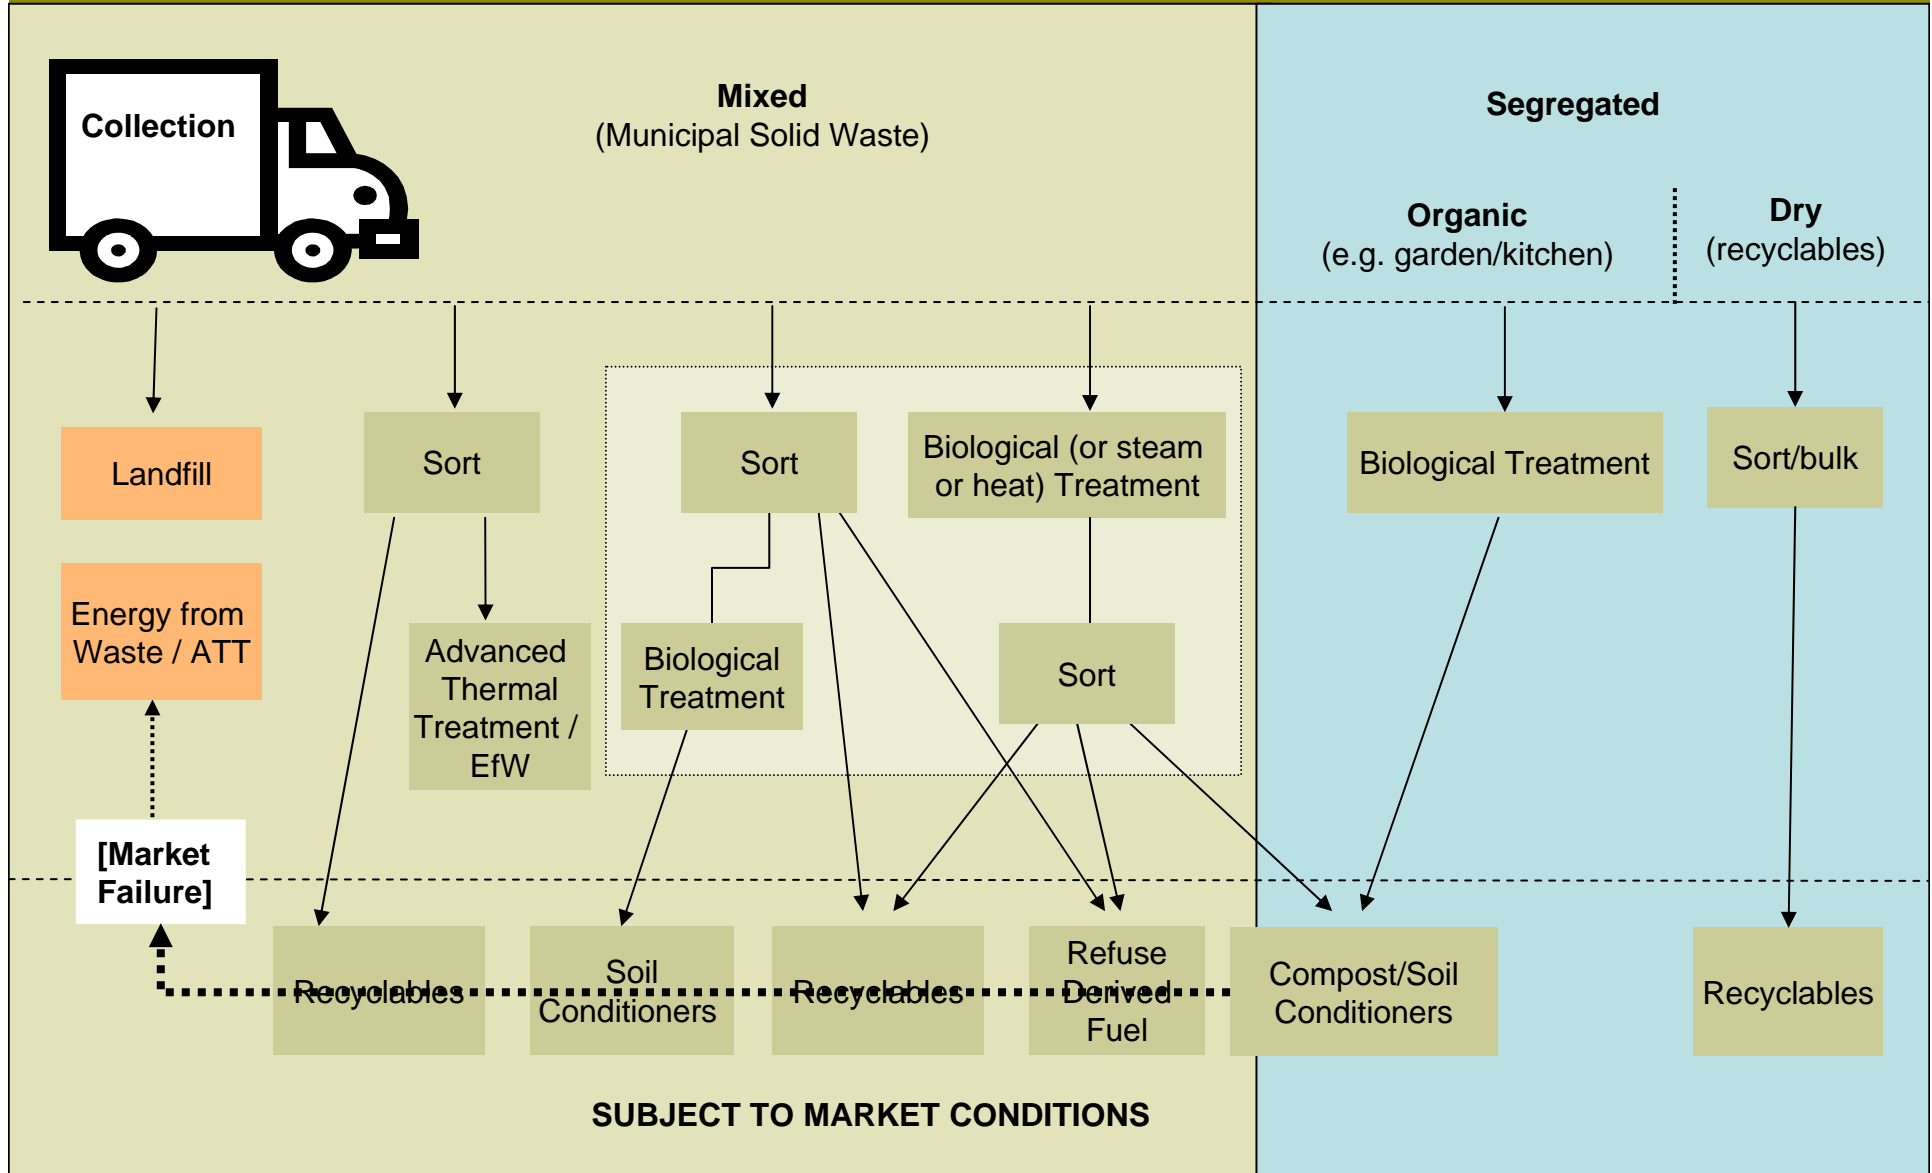 Collection
Mixed
(Municipal Solid Waste)
Segregated
Organic
(e.g. garden/kitchen)
Dry
(recyclables)
Landfill
Sort
Sort
Biological (or steam
or heat) Treatment
Biological Treatment
Sort/bulk
Energy from
Waste / ATT
Advanced
Thermal
Treatment /
EfW
Biological
Treatment
Sort
[Market
Failure]
Recyclables
Soil
Conditioners
Recyclables
Refuse
Derived
Fuel
Compost/Soil
Conditioners
Recyclables
SUBJECT TO MARKET CONDITIONS